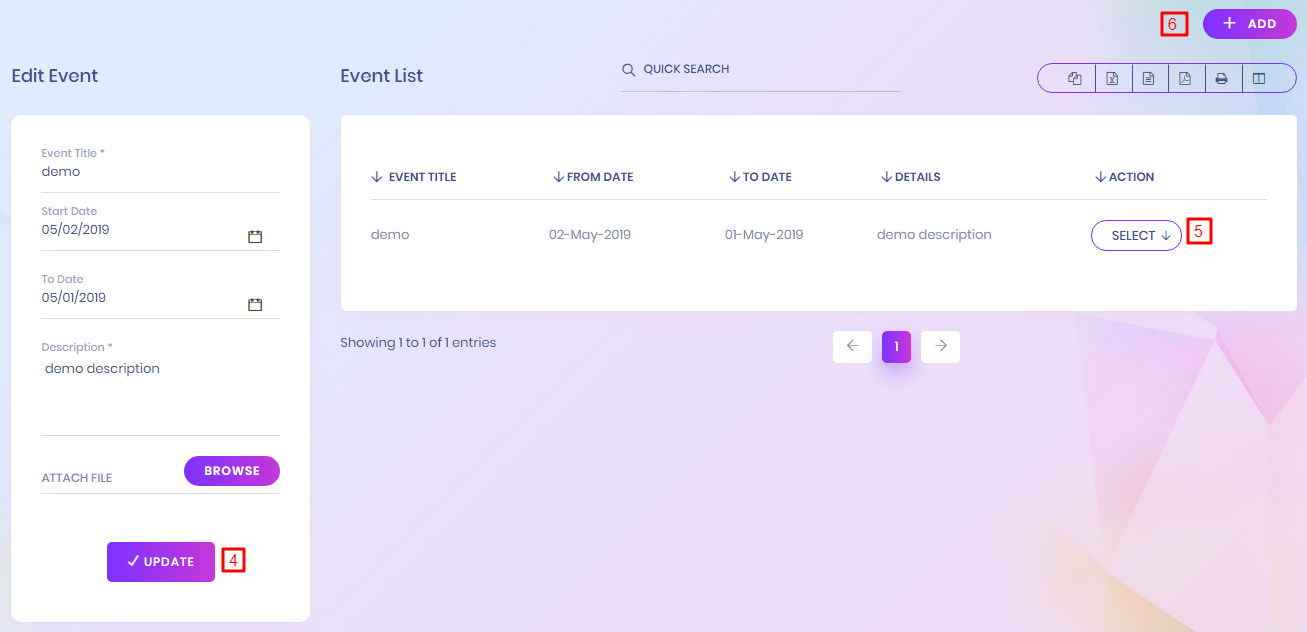 6
+ ADD
Edit Event
Event List
QUICK SEARCH
Event Title *
demo
Start Date
05/02/2019
To Date
05/01/2019
Description *
demo description
ATTACH FILE
BROWSE
UPDATE
4
EVENT TITLE FROM DATE TO DATE DETAILS ACTION
demo 02-May-2019 01-May-2019 demo description SELECT
5
Showing 1 to 1 of 1 entries
1